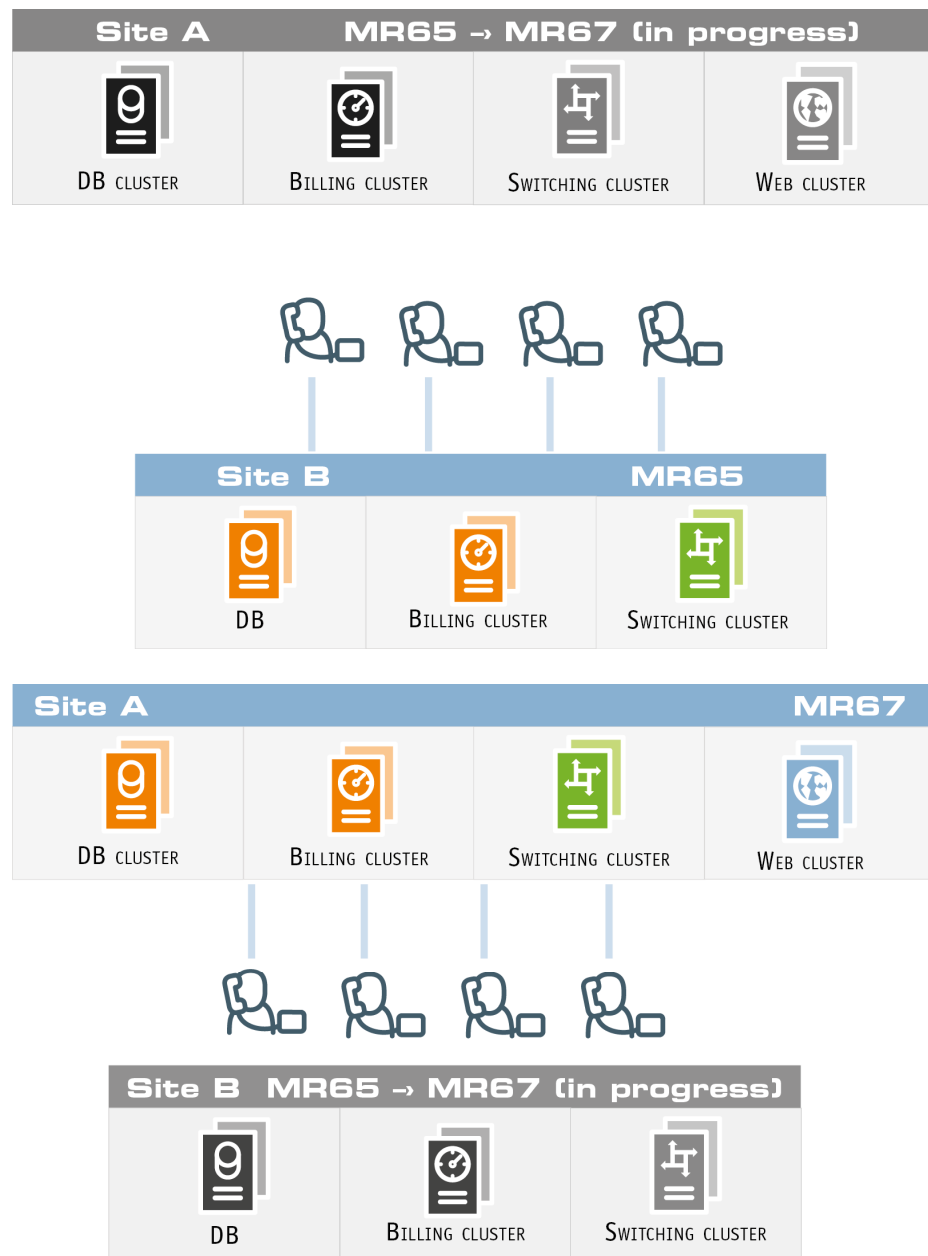 Site A MR65 → MR67 (in progress)
DB CLUSTER BILLING CLUSTER SWITCHING CLUSTER WEB CLUSTER
Site B MR65
DB BILLING CLUSTER SWITCHING CLUSTER
Site A MR67
DB CLUSTER BILLING CLUSTER SWITCHING CLUSTER WEB CLUSTER
Site B MR65 → MR67 (in progress)
DB BILLING CLUSTER SWITCHING CLUSTER